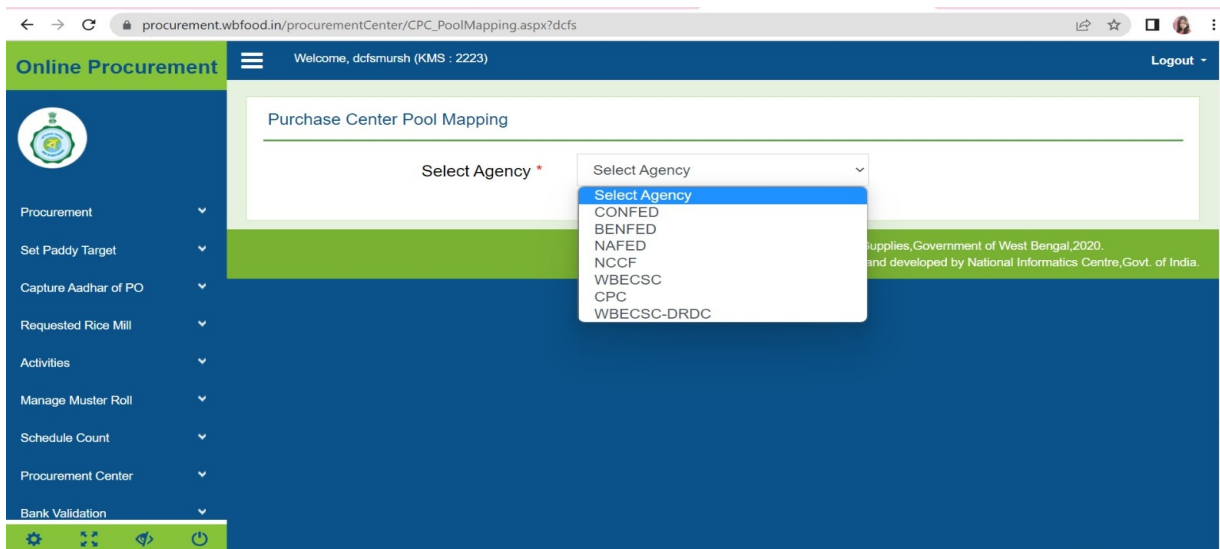 procurement.wbfood.in/procurementCenter/CPC_PoolMapping.aspx?dcfs
Online Procurement
Welcome, dcfsmursh (KMS : 2223)
Logout
Purchase Center Pool Mapping
Select Agency *
Select Agency
Select Agency
CONFED
BENFED
NAFED
NCCF
WBECSC
CPC
WBECSC-DRDC
Procurement
Set Paddy Target
Capture Aadhar of PO
Requested Rice Mill
Activities
Manage Muster Roll
Schedule Count
Procurement Center
Bank Validation
Supplies,Government of West Bengal,2020.
and developed by National Informatics Centre,Govt. of India.